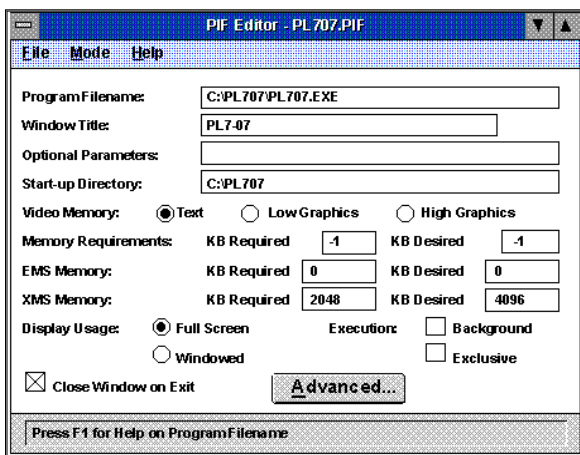 PIF Editor - PL707.PIF
File Mode Help
Program Filename: C:\PL707\PL707.EXE
Window Title: PL7-07
Optional Parameters:
Start-up Directory: C:\PL707
Video Memory: Text Low Graphics High Graphics
Memory Requirements: KB Required -1 KB Desired -1
EMS Memory: KB Required 0 KB Desired 0
XMS Memory: KB Required 2048 KB Desired 4096
Display Usage: Full Screen Execution: Background
Windowed Exclusive
Close Window on Exit Advanced...
Press F1 for Help on Program Filename